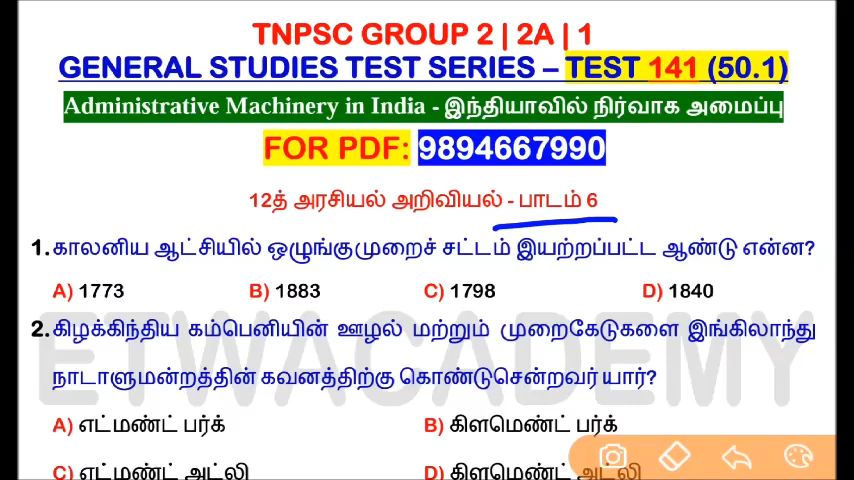 TNPSC GROUP 2 | 2A | 1
GENERAL STUDIES TEST SERIES – TEST 141 (50.1)
Administrative Machinery in India - இந்தியாவில் நிர்வாக அமைப்பு
FOR PDF: 9894667990
12த் அரசியல் அறிவியல் - பாடம் 6
1. காலனிய ஆட்சியில் ஒழுங்குமுறைச் சட்டம் இயற்றப்பட்ட ஆண்டு என்ன?
A) 1773 B) 1883 C) 1798 D) 1840
2. கிழக்கிந்திய கம்பெனியின் ஊழல் மற்றும் முறைகேடுகளை இங்கிலாந்து
நாடாளுமன்றத்தின் கவனத்திற்கு கொண்டுசென்றவர் யார்?
ETWACADEMY
A) எட்மண்ட் பர்க் B) கிளமெண்ட் பர்க்
C) எட்மண்ட் அட்லி D) கிளமெண்ட் அட்லி